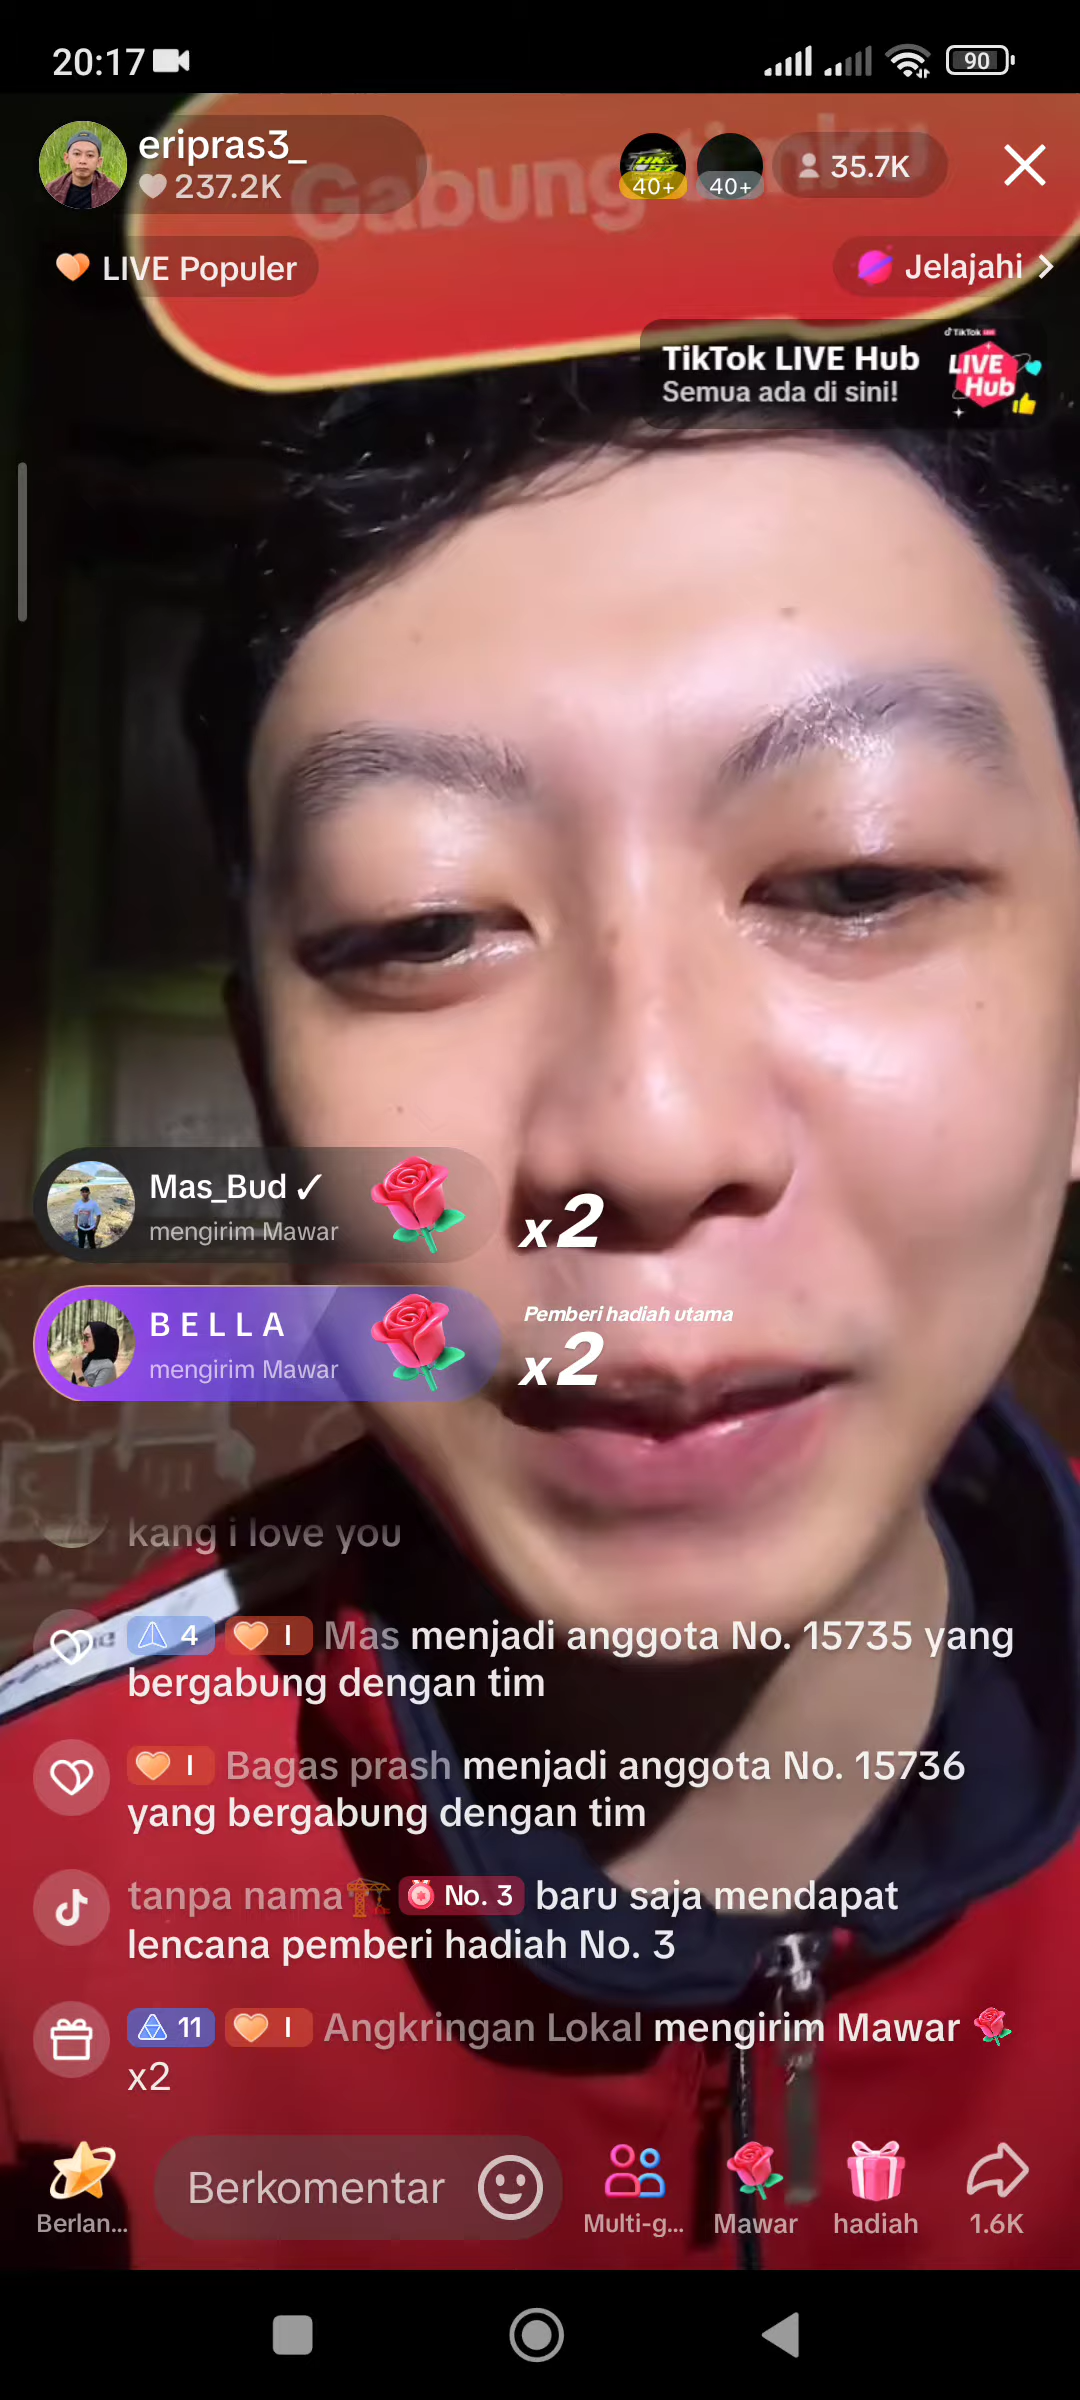 20:17
90
eripras3_
237.2K
40+
40+
35.7K
Gabung timku
LIVE Populer
Jelajahi
TikTok LIVE Hub
Semua ada di sini!
TikTok
LIVE
Hub
Mas_Bud ✓
mengirim Mawar
x2
B E L L A
mengirim Mawar
Pemberi hadiah utama
x2
kang i love you
4 I Mas menjadi anggota No. 15735 yang
bergabung dengan tim
I Bagas prash menjadi anggota No. 15736
yang bergabung dengan tim
tanpa nama🏗️ No. 3 baru saja mendapat
lencana pemberi hadiah No. 3
11 I Angkringan Lokal mengirim Mawar 🌹
x2
Berlan...
Berkomentar
Multi-g...
Mawar
hadiah
1.6K